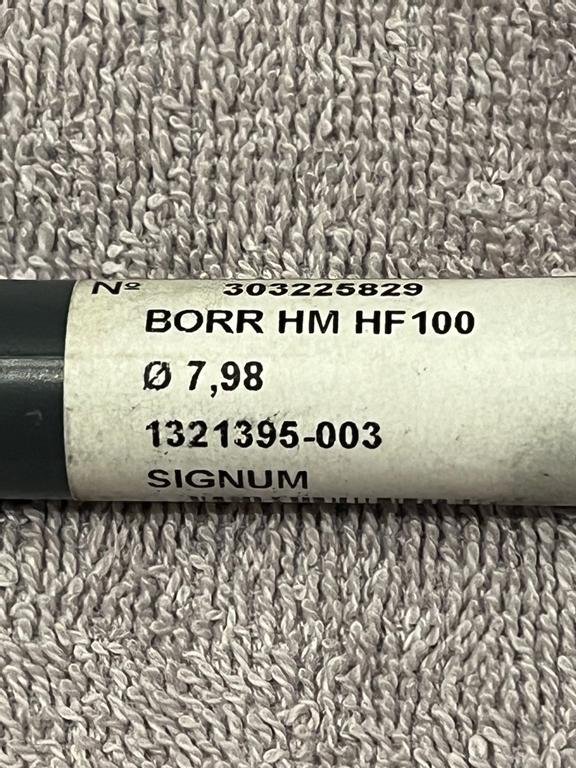 Nº 303225829
BORR HM HF100
Ø 7,98
1321395-003
SIGNUM